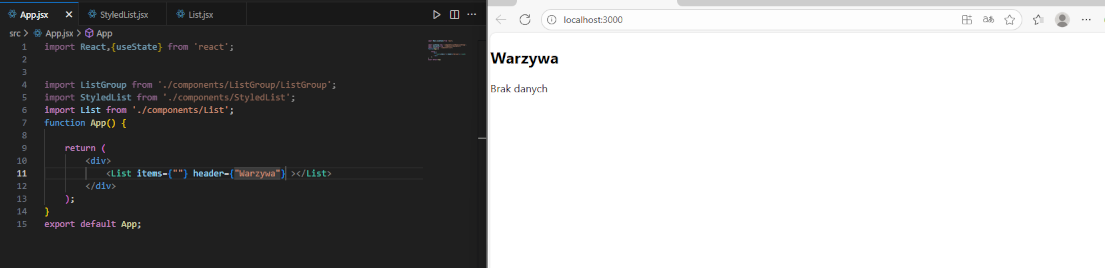 App.jsx
StyledList.jsx
List.jsx
src > App.jsx > App
1 import React,{useState} from 'react';
2
3
4 import ListGroup from './components/ListGroup/ListGroup';
5 import StyledList from './components/StyledList';
6 import List from './components/List';
7 function App() {
8
9 return (
10 <div>
11 <List items={""} header={"Warzywa"} ></List>
12 </div>
13 );
14 }
15 export default App;
localhost:3000
Warzywa
Brak danych